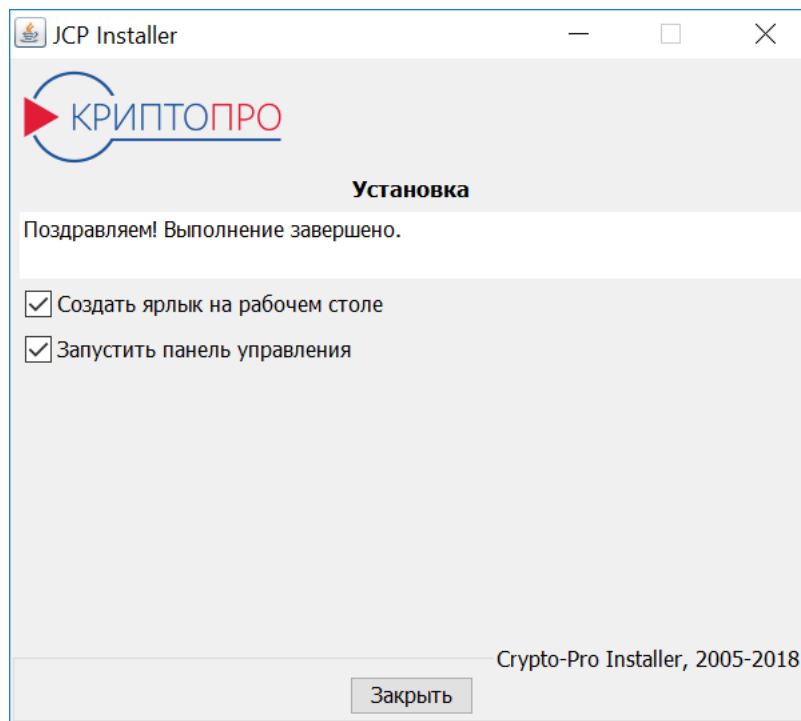 JCP Installer
КРИПТОПРО
Установка
Поздравляем! Выполнение завершено.
Создать ярлык на рабочем столе
Запустить панель управления
Crypto-Pro Installer, 2005-2018
Закрыть